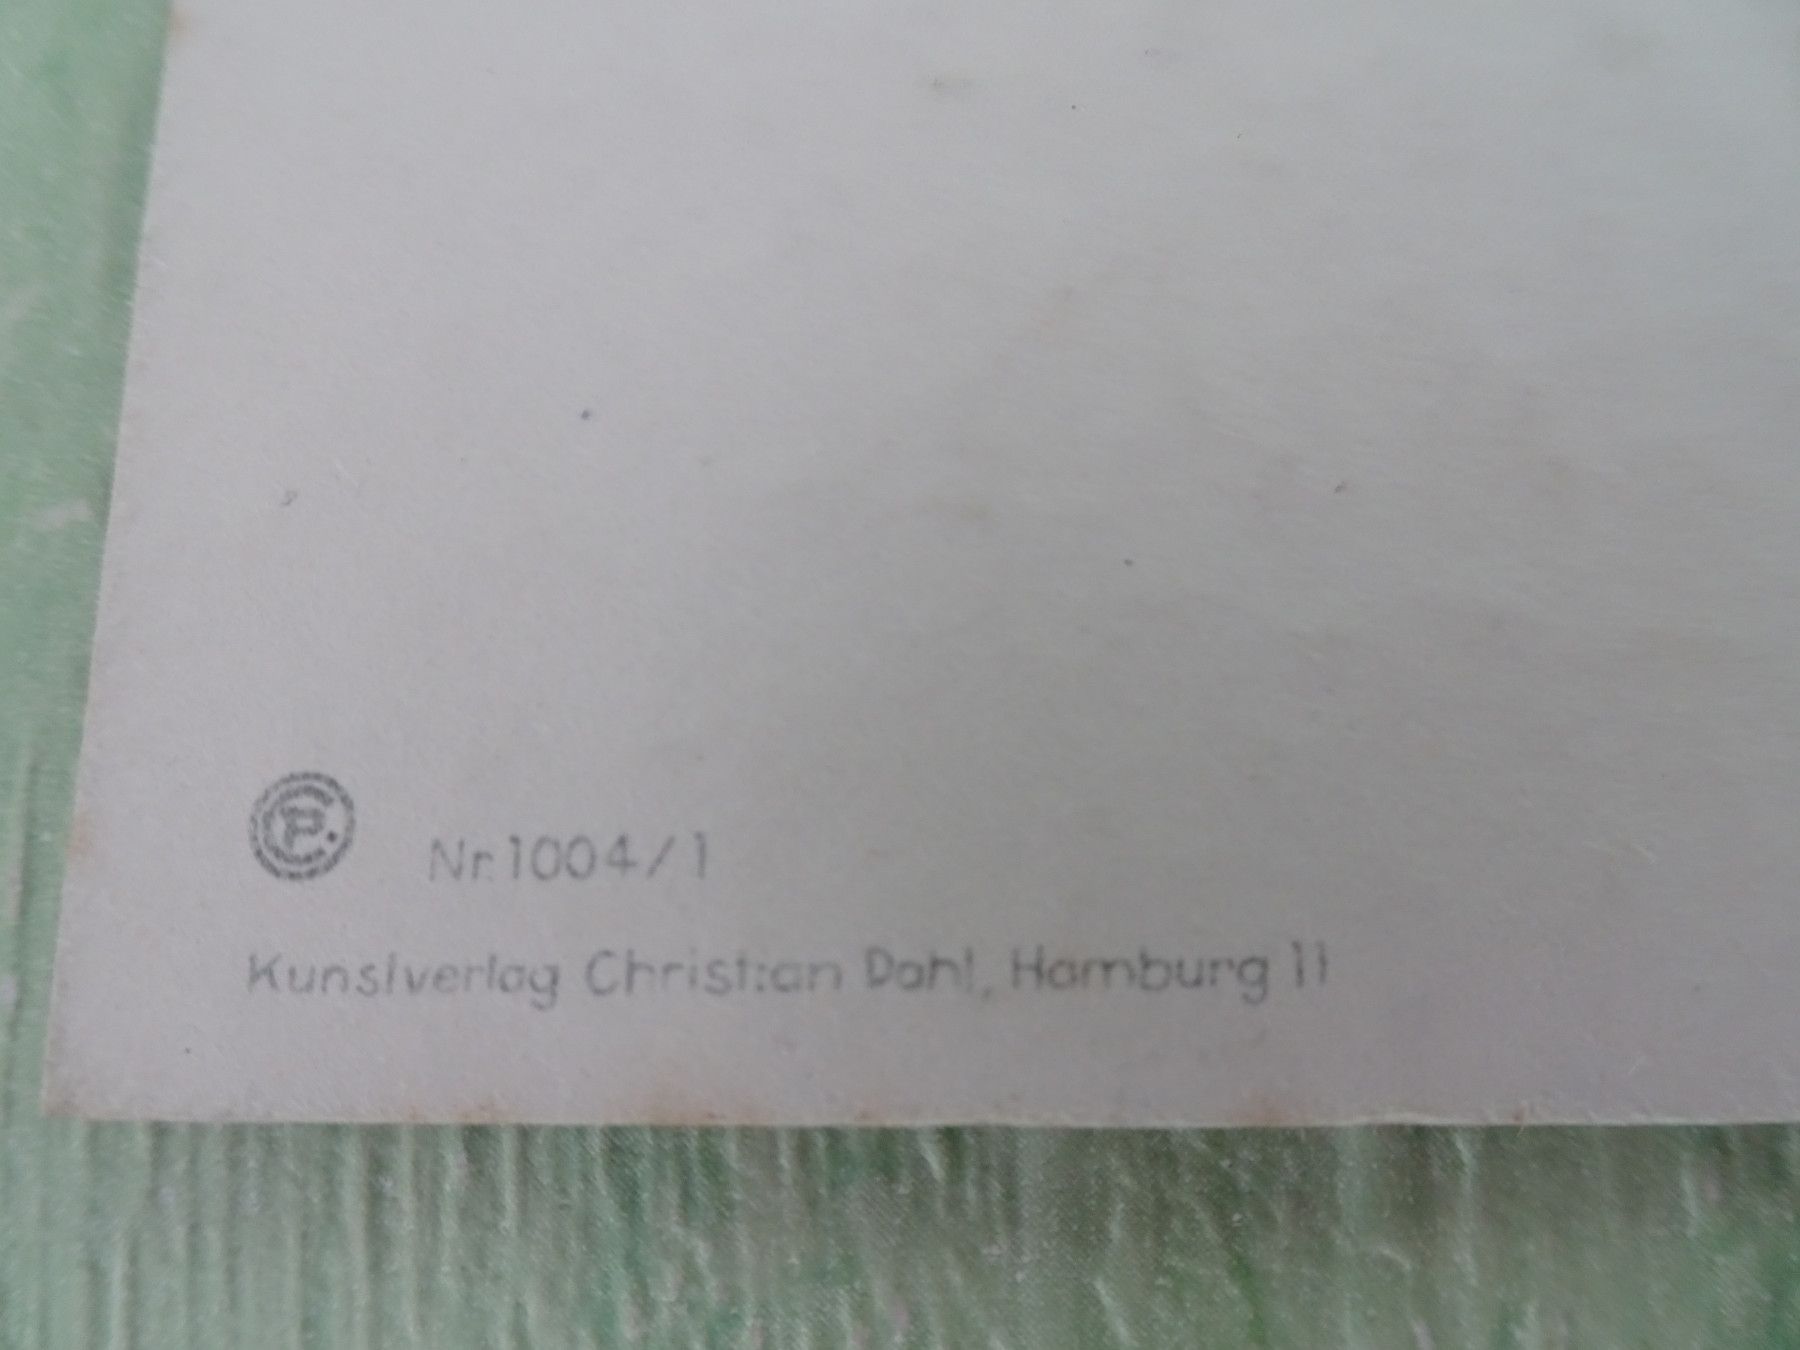 Nr. 1004/1
Kunstverlag Christian Dahl, Hamburg 11